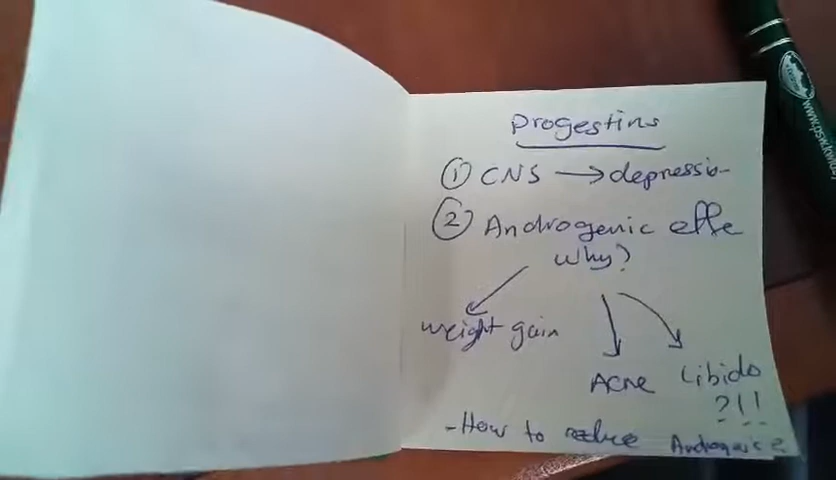 Progestins
① CNS → depressio-
② Androgenic effe
why?
weight gain
Acne Libido
?!!
- How to reduce Androgenic?